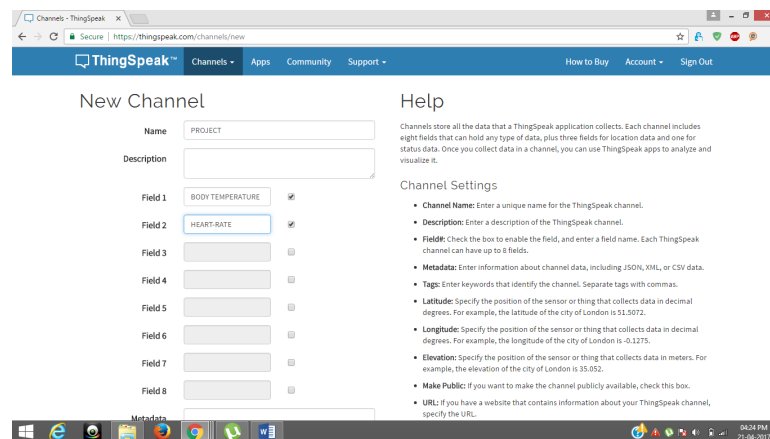 Channels - ThingSpeak
Secure | https://thingspeak.com/channels/new
ThingSpeak™ Channels Apps Community Support How to Buy Account Sign Out
New Channel
Name PROJECT
Description
Field 1 BODY TEMPERATURE
Field 2 HEART-RATE
Field 3
Field 4
Field 5
Field 6
Field 7
Field 8
Metadata
Help
Channels store all the data that a ThingSpeak application collects. Each channel includes
eight fields that can hold any type of data, plus three fields for location data and one for
status data. Once you collect data in a channel, you can use ThingSpeak apps to analyze and
visualize it.
Channel Settings
• Channel Name: Enter a unique name for the ThingSpeak channel.
• Description: Enter a description of the ThingSpeak channel.
• Field#: Check the box to enable the field, and enter a field name. Each ThingSpeak
channel can have up to 8 fields.
• Metadata: Enter information about channel data, including JSON, XML, or CSV data.
• Tags: Enter keywords that identify the channel. Separate tags with commas.
• Latitude: Specify the position of the sensor or thing that collects data in decimal
degrees. For example, the latitude of the city of London is 51.5072.
• Longitude: Specify the position of the sensor or thing that collects data in decimal
degrees. For example, the longitude of the city of London is -0.1275.
• Elevation: Specify the position of the sensor or thing that collects data in meters. For
example, the elevation of the city of London is 35.052.
• Make Public: If you want to make the channel publicly available, check this box.
• URL: If you have a website that contains information about your ThingSpeak channel,
specify the URL.
04:24 PM
21-04-2017